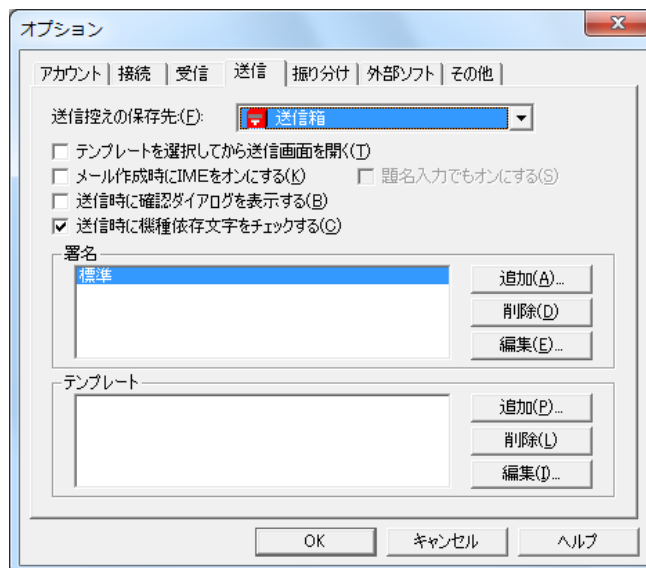 オプション
アカウント 接続 受信 送信 振り分け 外部ソフト その他
送信控えの保存先:(F): 送信箱
テンプレートを選択してから送信画面を開く(T)
メール作成時にIMEをオンにする(K) 題名入力でもオンにする(S)
送信時に確認ダイアログを表示する(B)
送信時に機種依存文字をチェックする(C)
署名
標準
追加(A)...
削除(D)
編集(E)...
テンプレート
追加(P)...
削除(L)
編集(I)...
OK キャンセル ヘルプ